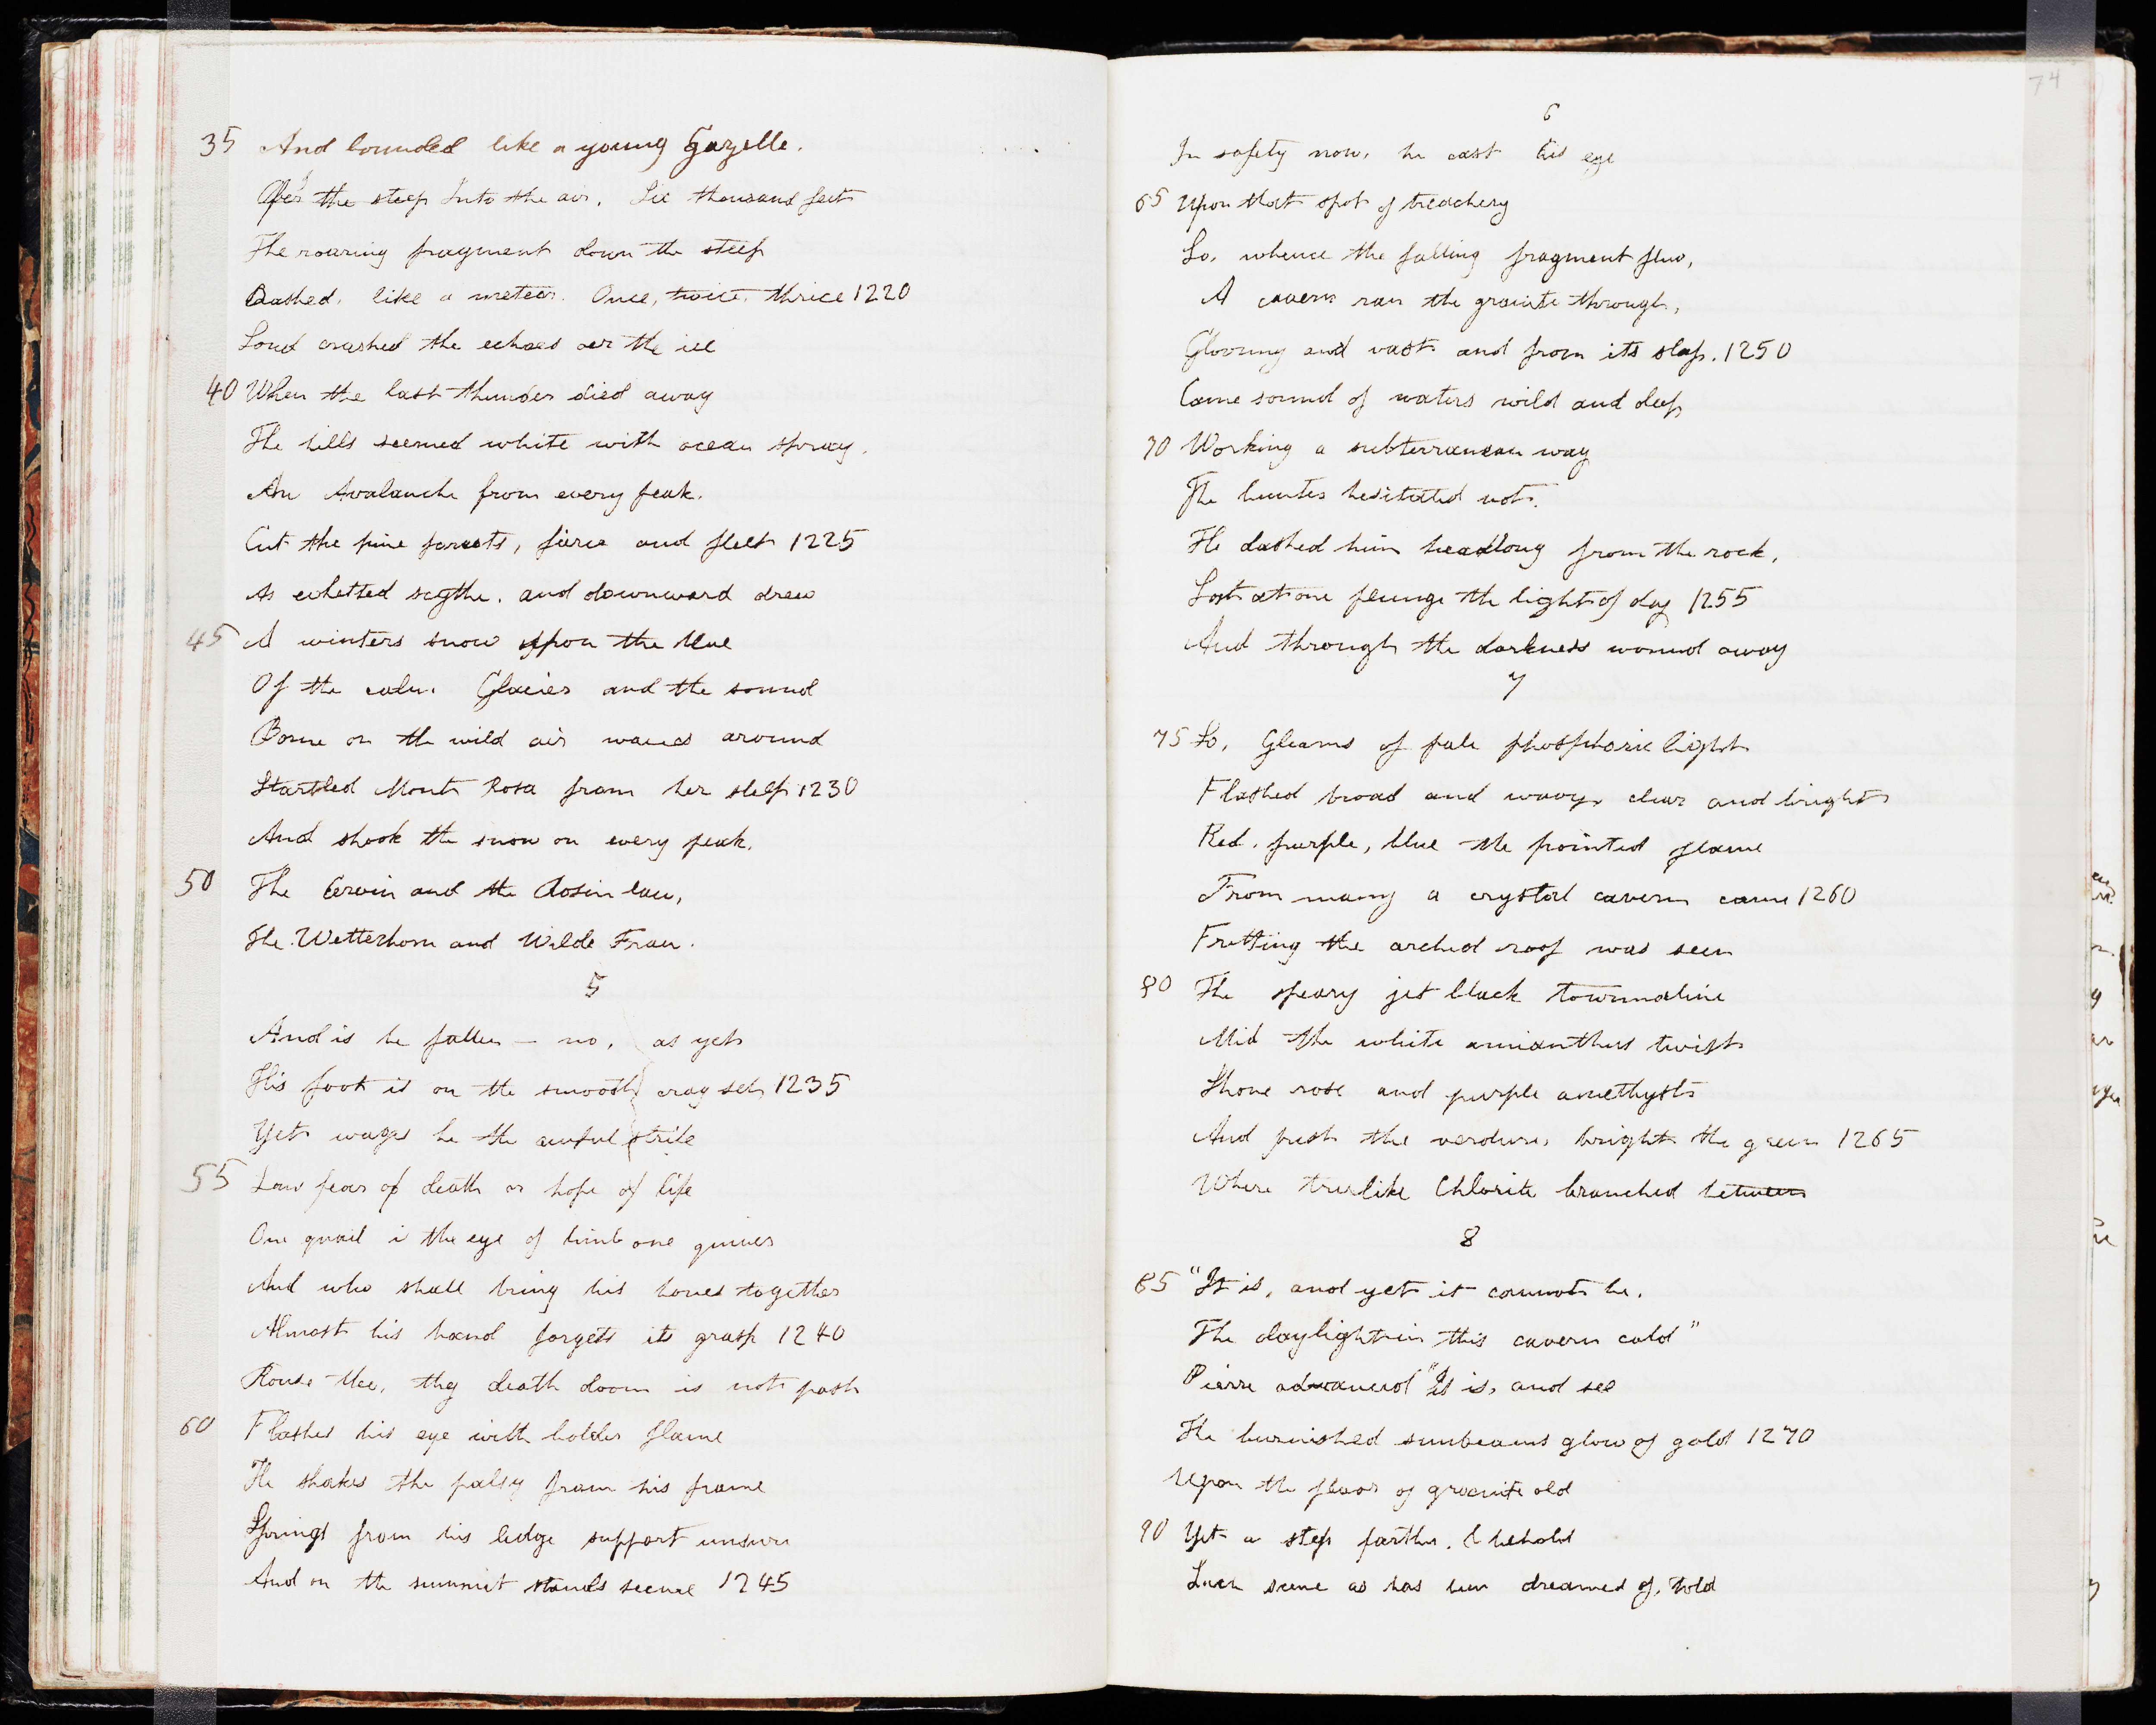 35 And bounded like a young Gazelle.
Oer the steep Into the air. Six thousand feet
The roaring fragment down the steep
Dashed, like a meteor. Once, twice, thrice 1220
Loud crashed the echoes oer the ice
40 When the last thunder died away
The hills seemed white with ocean spray.
An Avalanche from every peak.
Cut the pine forests, fierce and fleet 1225
As whetted scythe. and downward drew
45 A winters snow upon the blue
Of the calm Glacier and the sound
Borne on the wild air waves around
Startled Mont Rosa from her sleep 1230
And shook the snow on every peak.
50 The Cervin and the Rosin lau,
The Wetterhorn and Wilde Frau.
5
And is he fallen — no, as yet
His foot is on the smooth crag set 1235
Yet wages he the awful strife
55 Low fear of death or hope of life
One quail i the eye of limb one quiver
And who shall bring his bones together
Almost his hand forgets its grasp 1240
Rouse thee, thy death doom is not past
60 Flashes his eye with bolder flame
He shakes the palsy from his frame
Springs from his ledge support unsure
And on the summit stands secure 1245
74
6
In safety now, he cast his eye
65 Upon that spot of treachery
Lo, whence the falling fragment flew,
A cavern ran the granite through,
Gloomy and vast and from its slep. 1250
Came sound of waters wild and deep
70 Working a subterranean way
The hunter hesitated not.
He dashed him headlong from the rock,
Lost at one plunge the light of day 1255
And through the darkness wound away
7
75 Lo, Gleams of pale phosphoric light
Flashed broad and wavy, clear and bright
Red, purple, blue the pointed flame
From many a crystal cavern came 1260
Fretting the arched roof was seen
80 The speary jet black tourmaline
Mid the white amianthus twist
Shone rose and purple amethyst
And fresh the verdure, bright the green 1265
Where treelike Chlorite branched between
8
85 "It is, and yet it cannot be.
The daylight in this cavern cold"
Pierre advanced "It is, and see
The burnished sunbeams glow of gold 1270
Upon the floor of granite old
90 Yet a step farther. & behold
Such scene as has been dreamed of, told